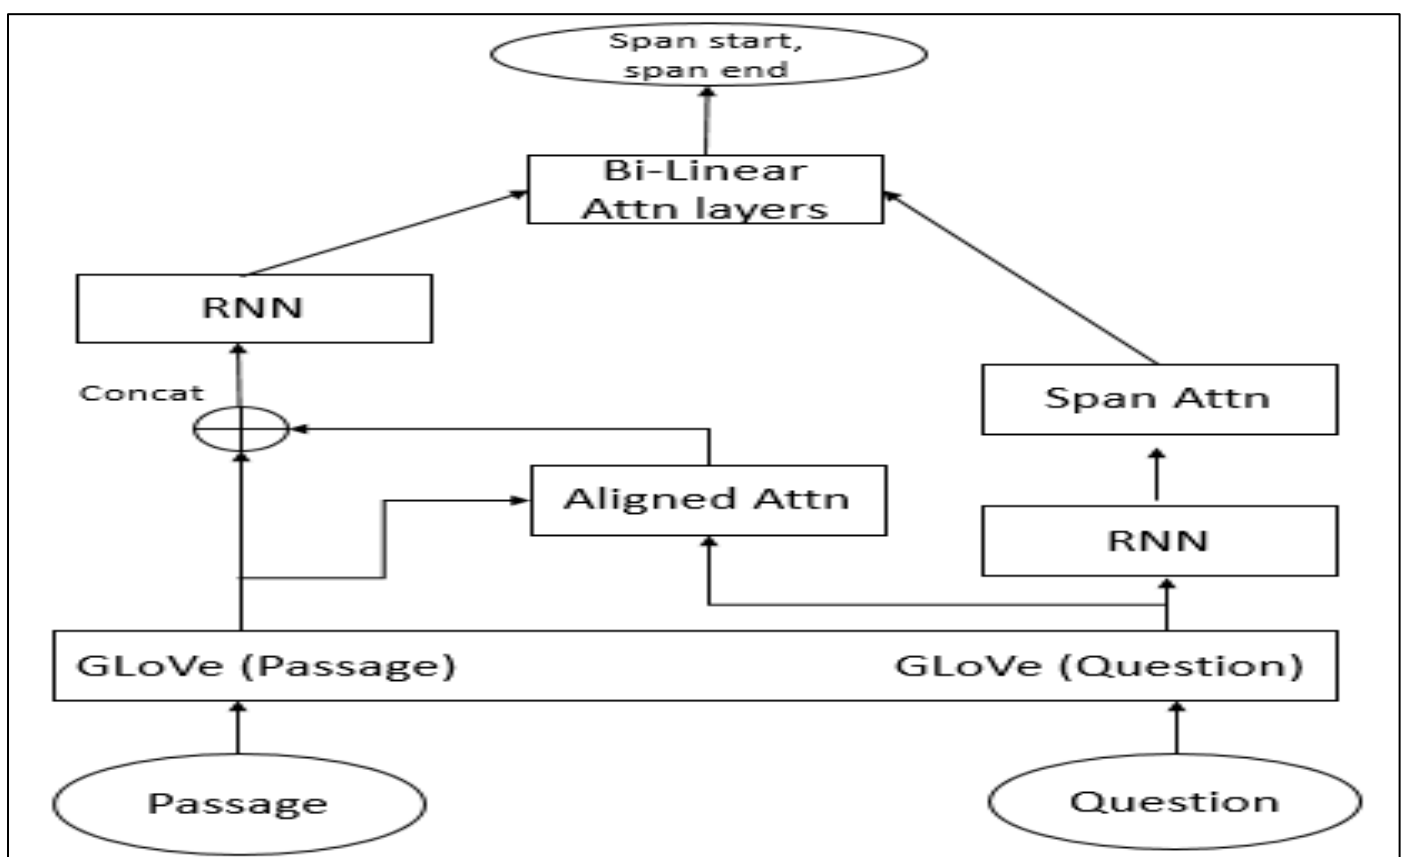 Span start,
span end
Bi-Linear
Attn layers
RNN
Concat
Span Attn
Aligned Attn
RNN
GLoVe (Passage)
GLoVe (Question)
Passage
Question